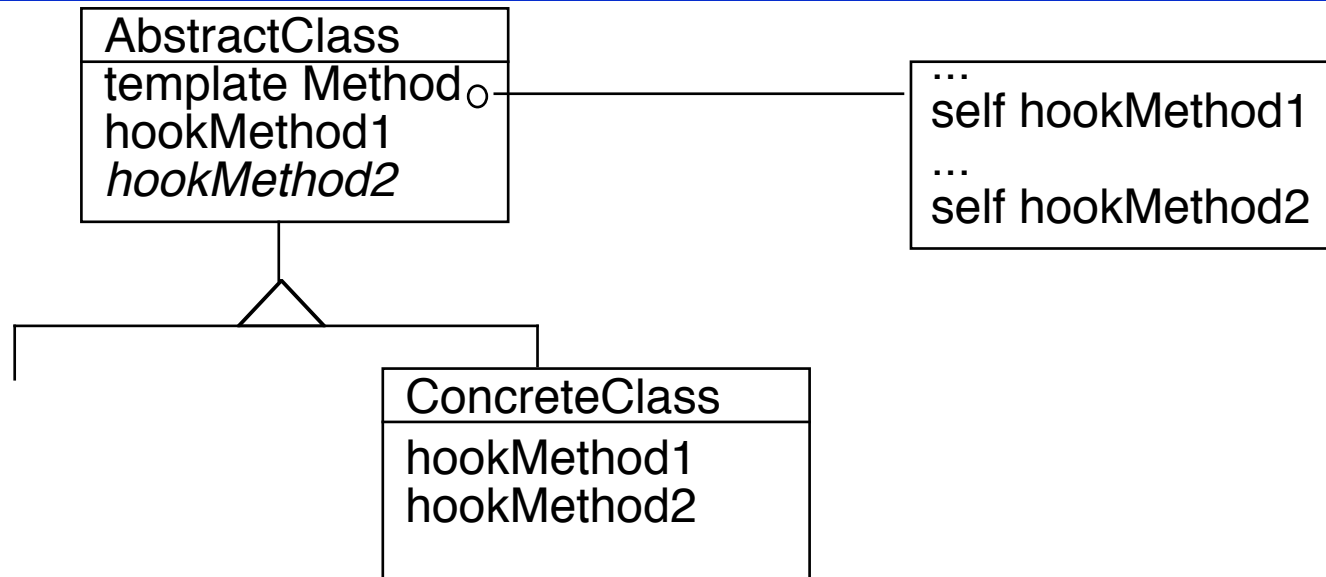 AbstractClass
template Method
hookMethod1
hookMethod2
...
self hookMethod1
...
self hookMethod2
ConcreteClass
hookMethod1
hookMethod2